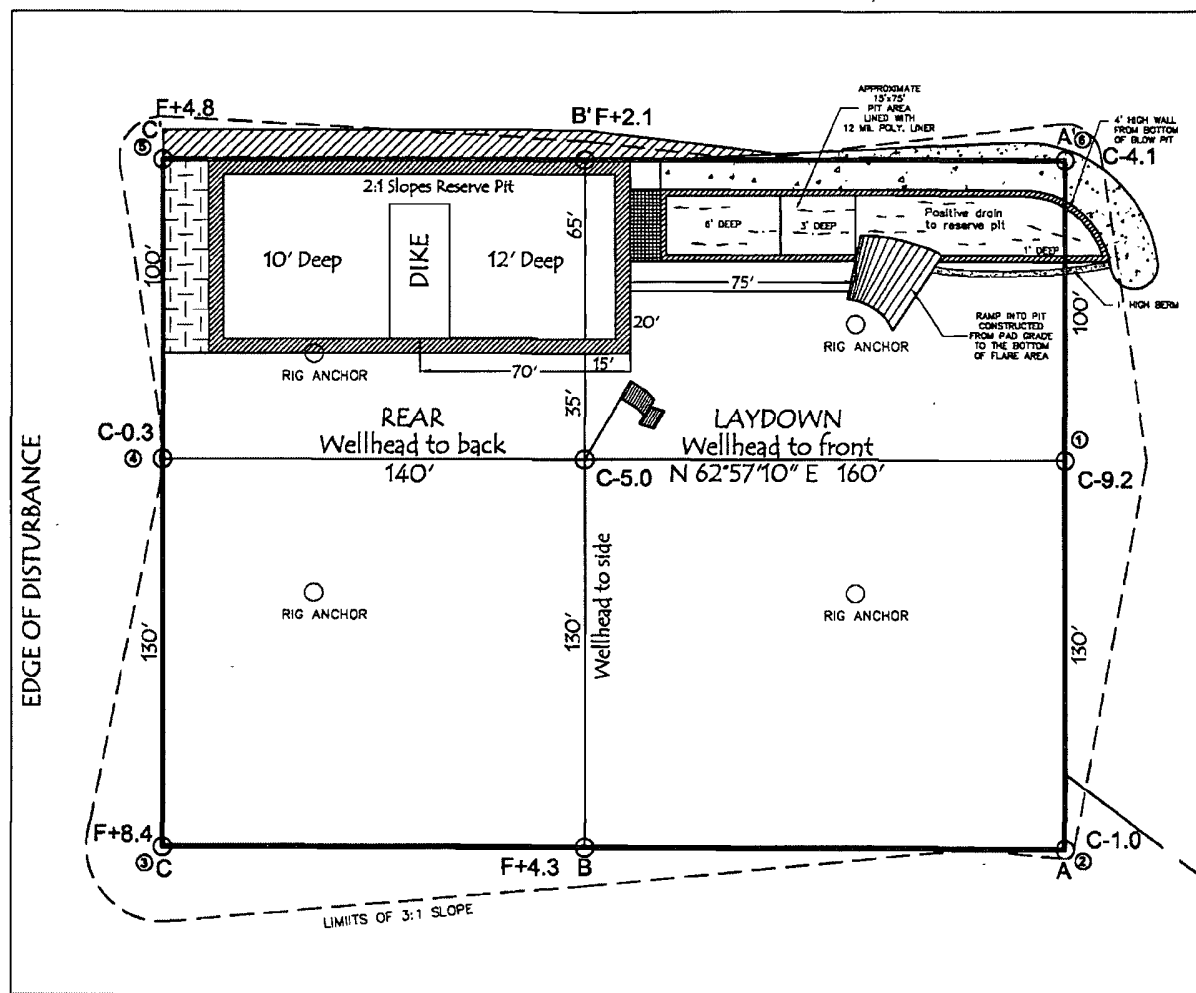 F+4.8
C'
⑤
B' F+2.1
APPROXIMATE
15'x75'
PIT AREA
LINED WITH
12 MIL POLY. LINER
A' ⑥
C-4.1
4' HIGH WALL
FROM BOTTOM
OF BLOW PIT
2:1 Slopes Reserve Pit
10' Deep
DIKE
12' Deep
65'
6' DEEP
3' DEEP
Positive drain
to reserve pit
1' DEEP
100'
75'
20'
1' HIGH BERM
100'
RIG ANCHOR
RAMP INTO PIT
CONSTRUCTED
FROM PAD GRADE
TO THE BOTTOM
OF FLARE AREA
RIG ANCHOR
70'
15'
35'
C-0.3
④
REAR
Wellhead to back
140'
LAYDOWN
Wellhead to front
N 62°57'10" E 160'
C-5.0
①
C-9.2
EDGE OF DISTURBANCE
130'
RIG ANCHOR
130'
Wellhead to side
RIG ANCHOR
130'
F+8.4
③
C
F+4.3
B
C-1.0
②
A
LIMIITS OF 3:1 SLOPE